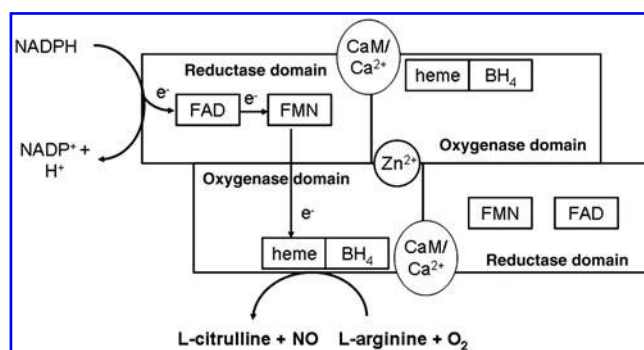 NADPH
NADP⁺ +
H⁺
Reductase domain
CaM/
Ca²⁺
heme BH₄
e⁻
FAD
e⁻
FMN
Oxygenase domain
Zn²⁺
Oxygenase domain
e⁻
heme BH₄
CaM/
Ca²⁺
FMN FAD
Reductase domain
L-citrulline + NO L-arginine + O₂